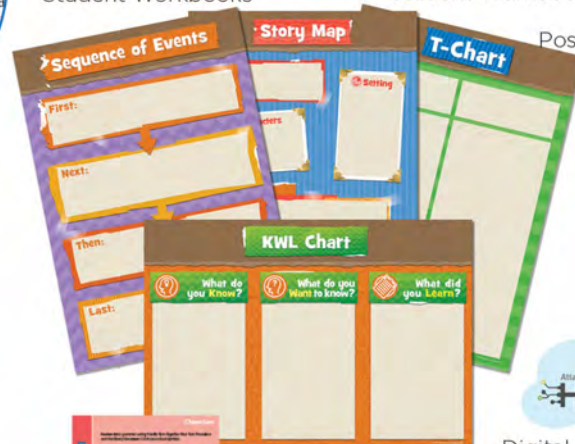 Student Workbooks
Sequence of Events
First:
Next:
Then:
Last:
Story Map
Setting
T-Chart
KWL Chart
What do
you Know?
What do you
Want to know?
What did
you Learn?